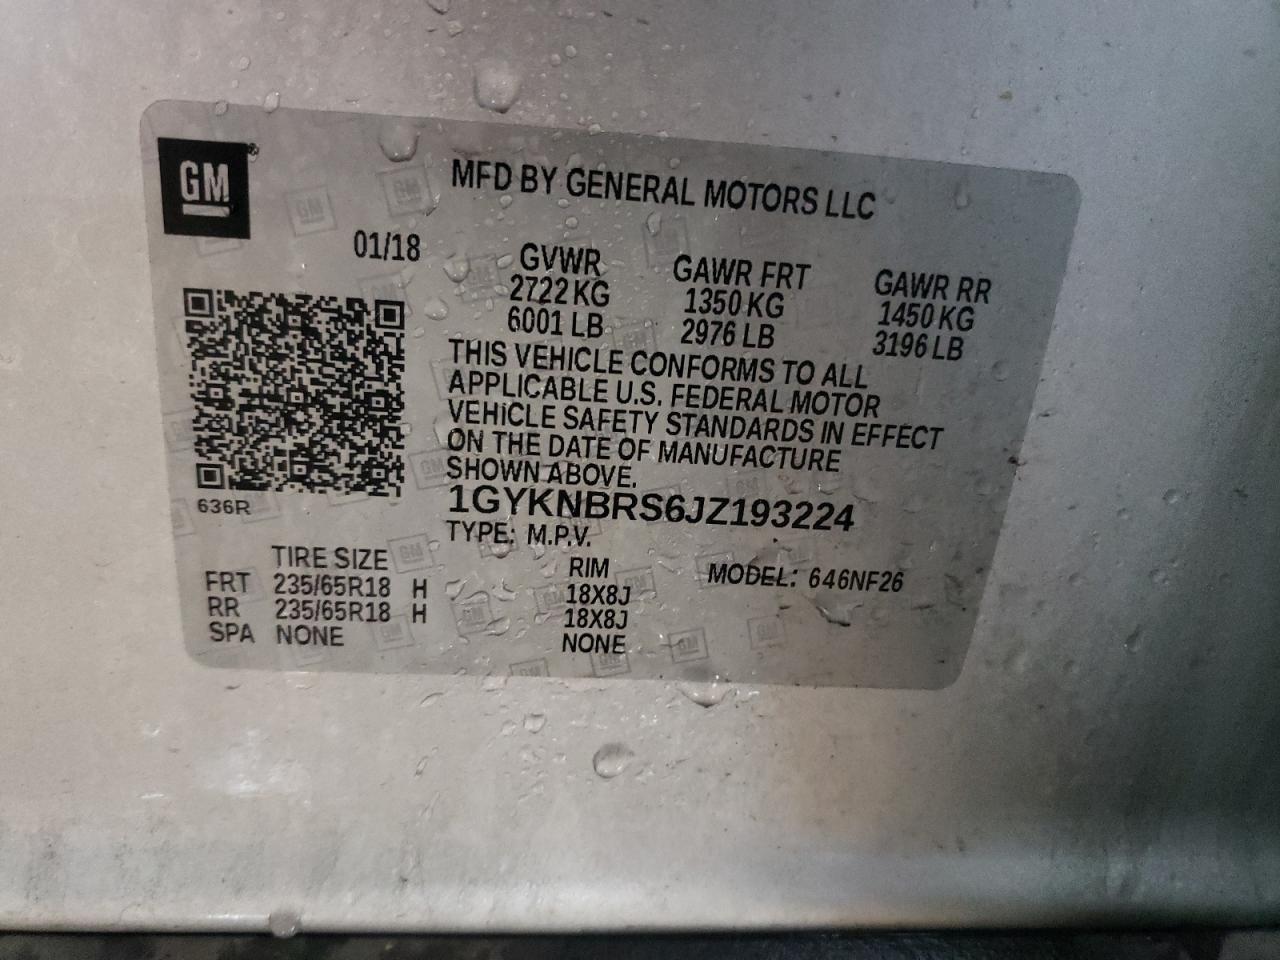 GM
MFD BY GENERAL MOTORS LLC
01/18
GVWR GAWR FRT GAWR RR
2722 KG 1350 KG 1450 KG
6001 LB 2976 LB 3196 LB
THIS VEHICLE CONFORMS TO ALL
APPLICABLE U.S. FEDERAL MOTOR
VEHICLE SAFETY STANDARDS IN EFFECT
ON THE DATE OF MANUFACTURE
SHOWN ABOVE.
636R
1GYKNBRS6JZ193224
TYPE: M.P.V.
TIRE SIZE RIM MODEL: 646NF26
FRT 235/65R18 H 18X8J
RR 235/65R18 H 18X8J
SPA NONE NONE